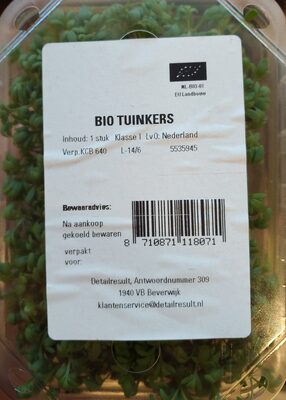 NL-BIO-01
EU Landbouw
BIO TUINKERS
Inhoud: 1 stuk Klasse I LvO: Nederland
Verp.KCB 640 L-14/6 5535945
Bewaaradvies:
Na aankoop
gekoeld bewaren
verpakt
voor:
8 710871 118071
Detailresult, Antwoordnummer 309
1940 VB Beverwijk
klantenservice@detailresult.nl